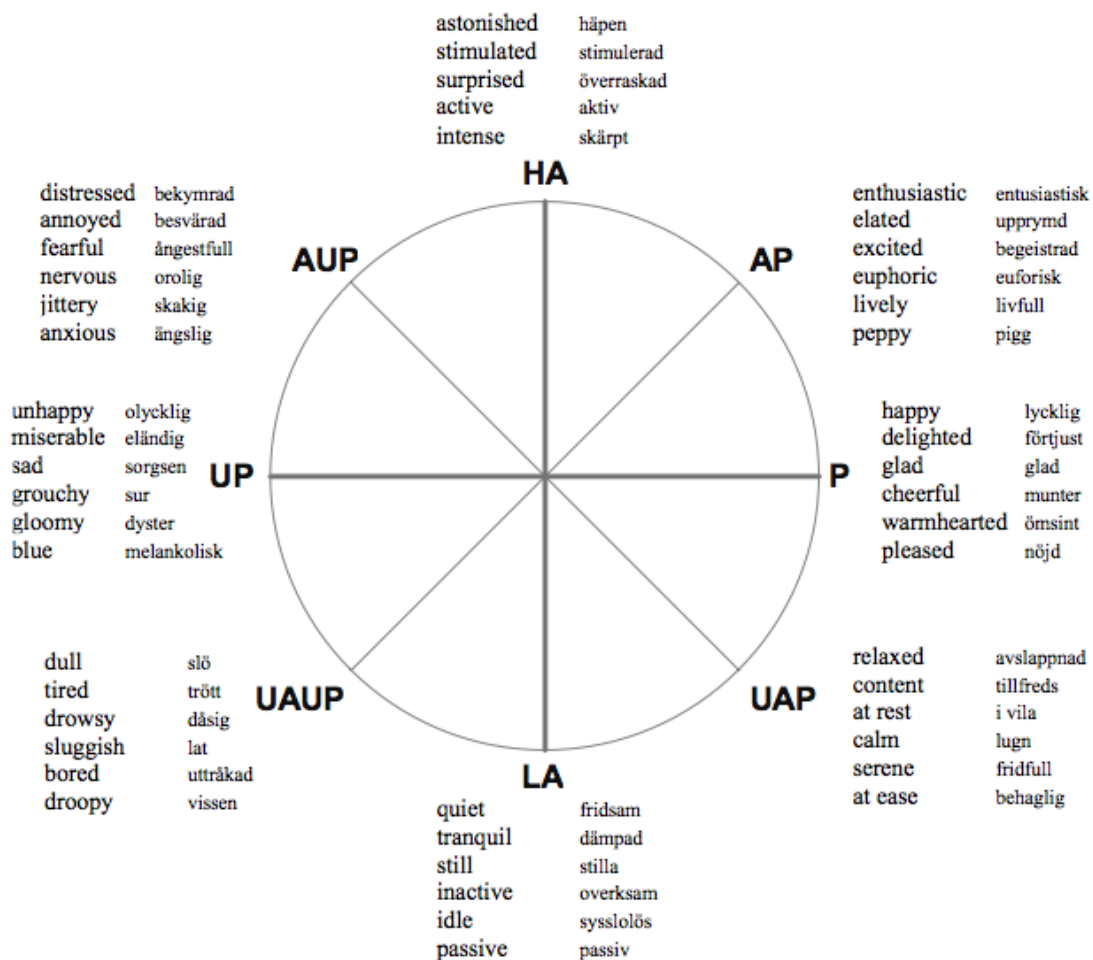 astonished häpen
stimulated stimulerad
surprised överraskad
active aktiv
intense skärpt
HA
distressed bekymrad
annoyed besvärad
fearful ångestfull
nervous orolig
jittery skakig
anxious ängslig
AUP
enthusiastic entusiastisk
elated upprymd
excited begeistrad
euphoric euforisk
lively livfull
peppy pigg
AP
unhappy olycklig
miserable eländig
sad sorgsen
grouchy sur
gloomy dyster
blue melankolisk
UP
P
happy lycklig
delighted förtjust
glad glad
cheerful munter
warmhearted ömsint
pleased nöjd
dull slö
tired trött
drowsy dåsig
sluggish lat
bored uttråkad
droopy vissen
UAUP
UAP
relaxed avslappnad
content tillfreds
at rest i vila
calm lugn
serene fridfull
at ease behaglig
LA
quiet fridsam
tranquil dämpad
still stilla
inactive overksam
idle sysslolös
passive passiv